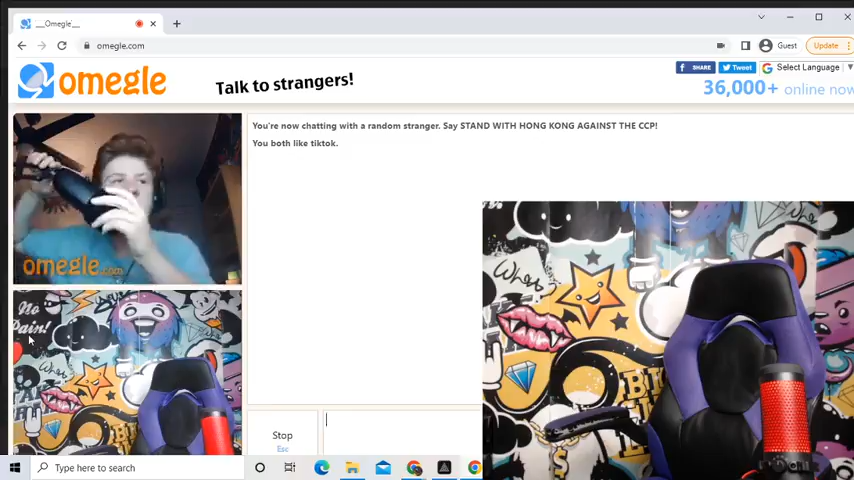 __Omegle__
omegle.com
Guest
Update
omegle
Talk to strangers!
SHARE
Tweet
Select Language
36,000+ online now
You're now chatting with a random stranger. Say STAND WITH HONG KONG AGAINST THE CCP!
You both like tiktok.
omegle.com
No
Pain!
What
Stop
Esc
Type here to search